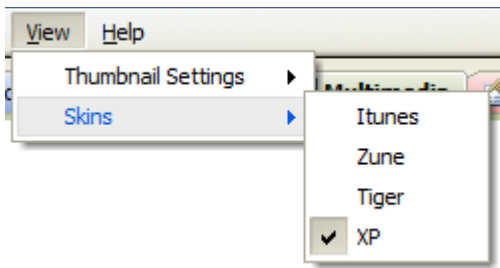 View Help
Thumbnail Settings
Multimedia
Skins
Itunes
Zune
Tiger
XP